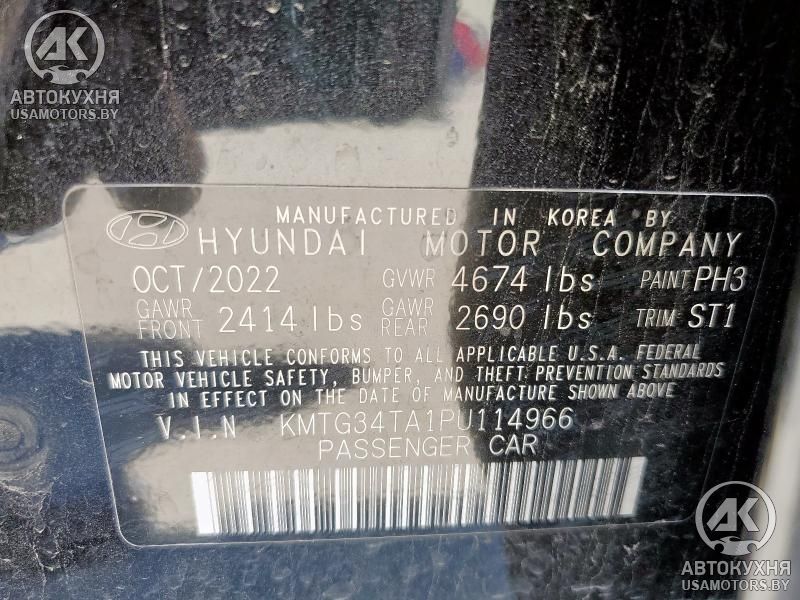 AK
АВТОКУХНЯ
USAMOTORS.BY
MANUFACTURED IN KOREA BY
HYUNDAI MOTOR COMPANY
OCT/2022 GVWR 4674 lbs PAINT PH3
GAWR FRONT 2414 lbs GAWR REAR 2690 lbs TRIM ST1
THIS VEHICLE CONFORMS TO ALL APPLICABLE U.S.A. FEDERAL
MOTOR VEHICLE SAFETY, BUMPER, AND THEFT PREVENTION STANDARDS
IN EFFECT ON THE DATE OF MANUFACTURE SHOWN ABOVE
V.I.N KMTG34TA1PU114966
PASSENGER CAR
AK
АВТОКУХНЯ
USAMOTORS.BY